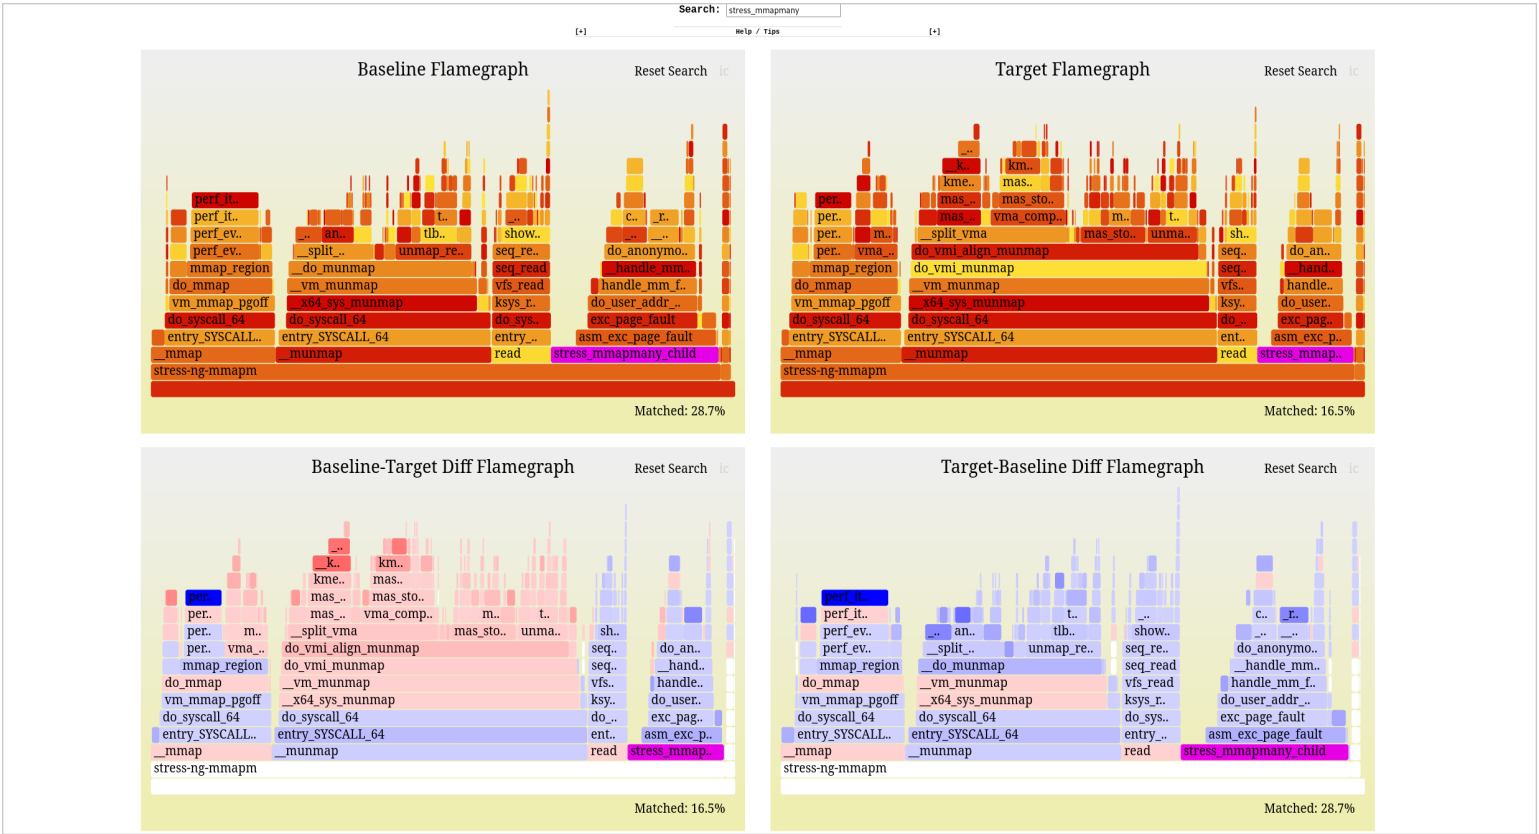 Search: stress_mmapmany
[+] Help / Tips [+]
Baseline Flamegraph Reset Search ic
perf_it..
perf_it.. t.. _.. c.. _r..
perf_ev.. _.. an.. tlb.. show.. _.. __..
perf_ev.. __split_.. unmap_re.. seq_re.. do_anonymo..
mmap_region __do_munmap seq_read __handle_mm..
do_mmap __vm_munmap vfs_read handle_mm_f..
vm_mmap_pgoff __x64_sys_munmap ksys_r.. do_user_addr_..
do_syscall_64 do_syscall_64 do_sys.. exc_page_fault
entry_SYSCALL.. entry_SYSCALL_64 entry_.. asm_exc_page_fault
__mmap __munmap read stress_mmapmany_child
stress-ng-mmapm
Matched: 28.7%
Target Flamegraph Reset Search ic
_..
__k.. km..
kme.. mas..
per.. mas_.. mas_sto..
per.. mas_.. vma_comp.. m.. t..
per.. m.. __split_vma mas_sto.. unma.. sh..
per.. vma_.. do_vmi_align_munmap seq.. do_an..
mmap_region do_vmi_munmap seq.. __hand..
do_mmap __vm_munmap vfs.. handle..
vm_mmap_pgoff __x64_sys_munmap ksy.. do_user..
do_syscall_64 do_syscall_64 do_.. exc_pag..
entry_SYSCALL.. entry_SYSCALL_64 ent.. asm_exc_p..
__mmap __munmap read stress_mmap..
stress-ng-mmapm
Matched: 16.5%
Baseline-Target Diff Flamegraph Reset Search ic
_..
__k.. km..
kme.. mas..
per.. mas_.. mas_sto..
per.. mas_.. vma_comp.. m.. t..
per.. m.. __split_vma mas_sto.. unma.. sh..
per.. vma_.. do_vmi_align_munmap seq.. do_an..
mmap_region do_vmi_munmap seq.. __hand..
do_mmap __vm_munmap vfs.. handle..
vm_mmap_pgoff __x64_sys_munmap ksy.. do_user..
do_syscall_64 do_syscall_64 do_.. exc_pag..
entry_SYSCALL.. entry_SYSCALL_64 ent.. asm_exc_p..
__mmap __munmap read stress_mmap..
stress-ng-mmapm
Matched: 16.5%
Target-Baseline Diff Flamegraph Reset Search ic
perf_it..
perf_it.. t.. _.. c.. _r..
perf_ev.. _.. an.. tlb.. show.. _.. __..
perf_ev.. __split_.. unmap_re.. seq_re.. do_anonymo..
mmap_region __do_munmap seq_read __handle_mm..
do_mmap __vm_munmap vfs_read handle_mm_f..
vm_mmap_pgoff __x64_sys_munmap ksys_r.. do_user_addr_..
do_syscall_64 do_syscall_64 do_sys.. exc_page_fault
entry_SYSCALL.. entry_SYSCALL_64 entry_.. asm_exc_page_fault
__mmap __munmap read stress_mmapmany_child
stress-ng-mmapm
Matched: 28.7%